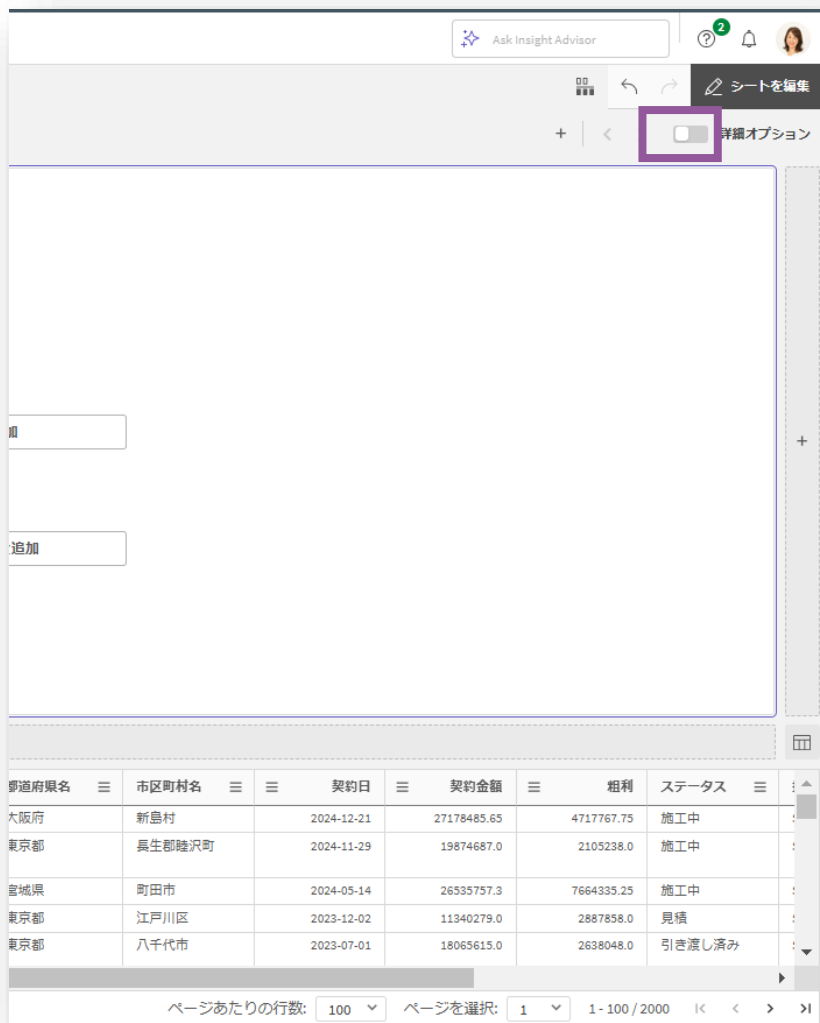 Ask Insight Advisor
2
シートを編集
詳細オプション
加
追加
都道府県名 市区町村名 契約日 契約金額 粗利 ステータス
大阪府 新島村 2024-12-21 27178485.65 4717767.75 施工中
東京都 長生郡睦沢町 2024-11-29 19874687.0 2105238.0 施工中
宮城県 町田市 2024-05-14 26535757.3 7664335.25 施工中
東京都 江戸川区 2023-12-02 11340279.0 2887858.0 見積
東京都 八千代市 2023-07-01 18065615.0 2638048.0 引き渡し済み
ページあたりの行数: 100 ページを選択: 1 1 - 100 / 2000